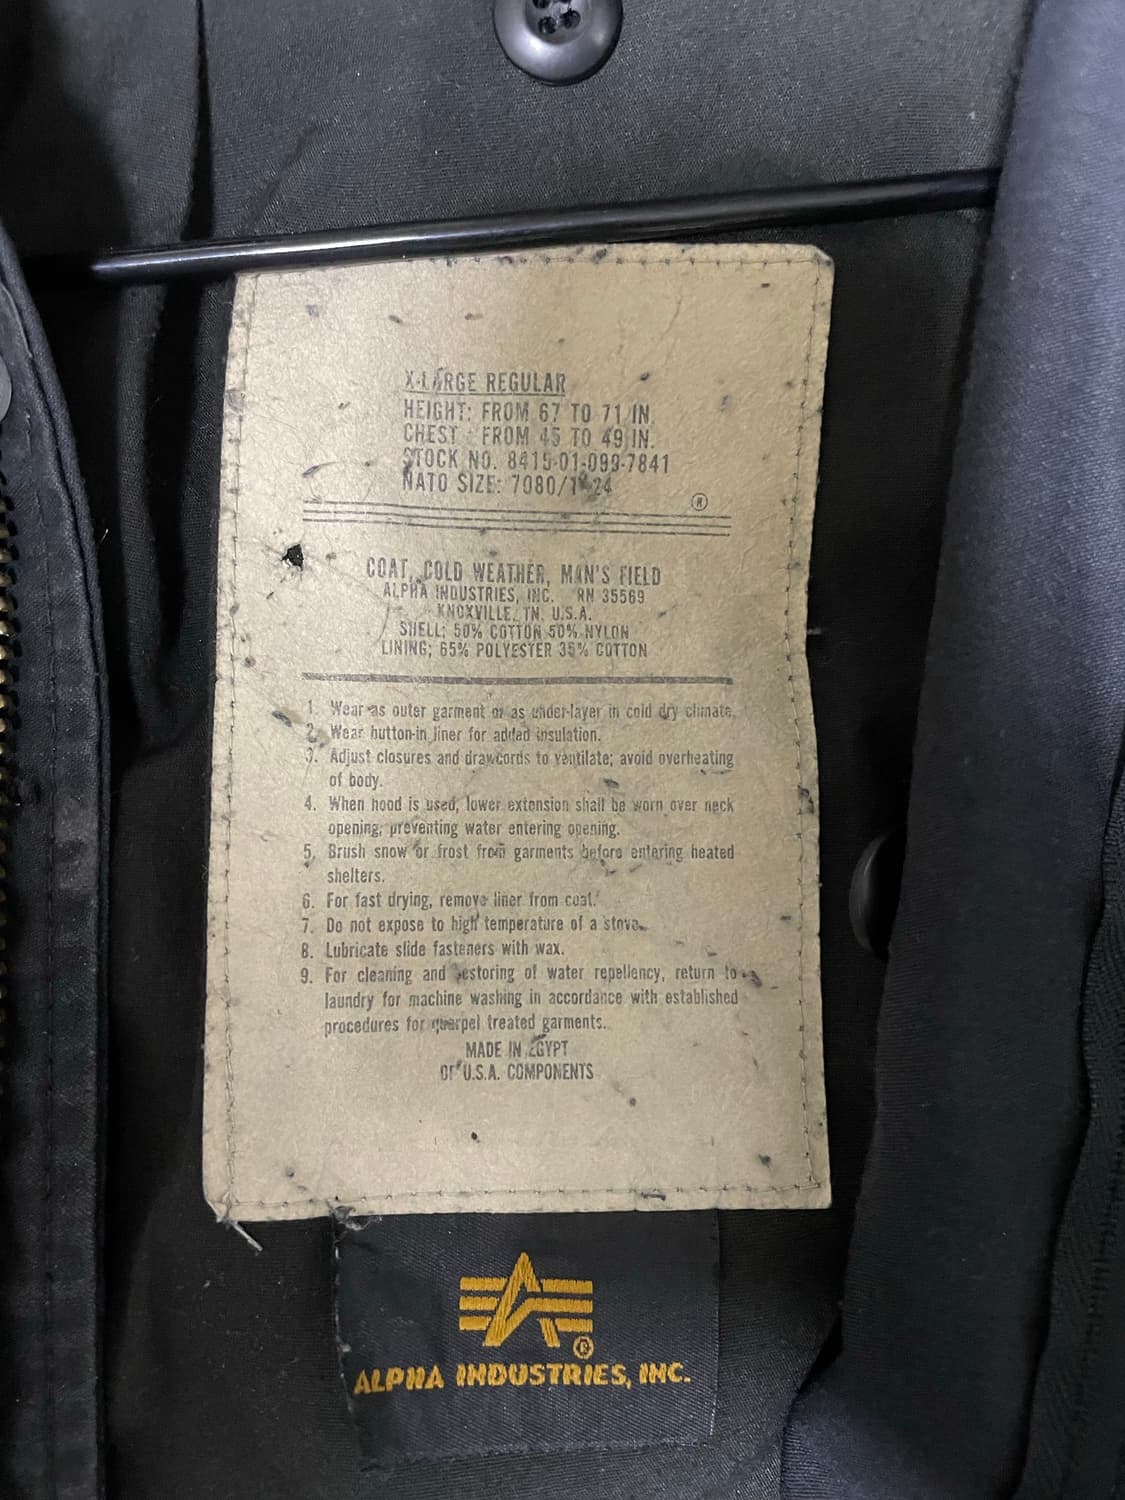 X-LARGE REGULAR
HEIGHT: FROM 67 TO 71 IN.
CHEST : FROM 45 TO 49 IN.
STOCK NO. 8415-01-099-7841
NATO SIZE: 7080/
®
COAT, COLD WEATHER, MAN'S FIELD
ALPHA INDUSTRIES, INC. RN 35569
KNOXVILLE, TN, U.S.A.
SHELL; 50% COTTON 50% NYLON
LINING; 65% POLYESTER 35% COTTON
1. Wear as outer garment or as under-layer in cold dry climate.
2. Wear button-in liner for added insulation.
3. Adjust closures and drawcords to ventilate; avoid overheating
of body.
4. When hood is used, lower extension shall be worn over neck
opening, preventing water entering opening.
5. Brush snow or frost from garments before entering heated
shelters.
6. For fast drying, remove liner from coat.
7. Do not expose to high temperature of a stove.
8. Lubricate slide fasteners with wax.
9. For cleaning and restoring of water repellency, return to
laundry for machine washing in accordance with established
procedures for quarpel treated garments.
MADE IN EGYPT
OF U.S.A. COMPONENTS
®
ALPHA INDUSTRIES, INC.